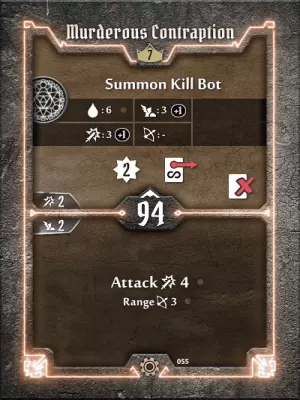 Murderous Contraption
7
Summon Kill Bot
: 6 : 3 +1
: 3 +1 : -
2 S
2
94
2
Attack 4
Range 3
055